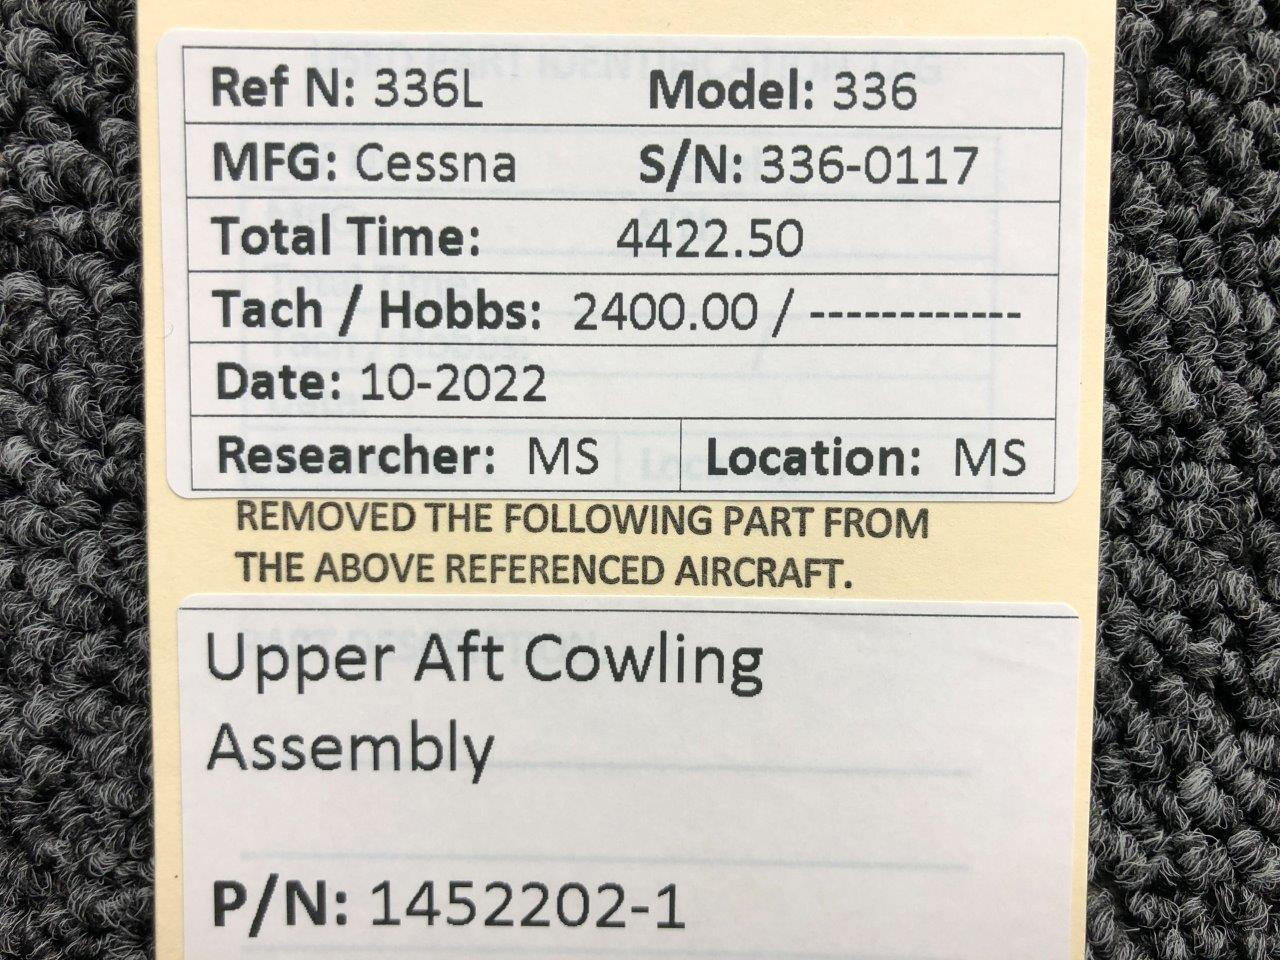 Ref N: 336L Model: 336
MFG: Cessna S/N: 336-0117
Total Time: 4422.50
Tach / Hobbs: 2400.00 / ------------
Date: 10-2022
Researcher: MS Location: MS
REMOVED THE FOLLOWING PART FROM
THE ABOVE REFERENCED AIRCRAFT.
Upper Aft Cowling
Assembly
P/N: 1452202-1